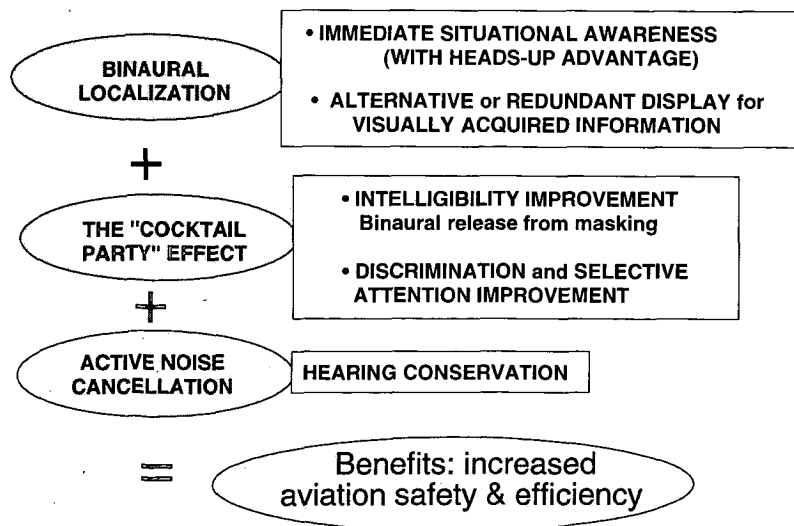 • IMMEDIATE SITUATIONAL AWARENESS
(WITH HEADS-UP ADVANTAGE)
BINAURAL
LOCALIZATION
• ALTERNATIVE or REDUNDANT DISPLAY for
VISUALLY ACQUIRED INFORMATION
+
THE "COCKTAIL
PARTY" EFFECT
• INTELLIGIBILITY IMPROVEMENT
Binaural release from masking
• DISCRIMINATION and SELECTIVE
ATTENTION IMPROVEMENT
+
ACTIVE NOISE
CANCELLATION
HEARING CONSERVATION
=
Benefits: increased
aviation safety & efficiency